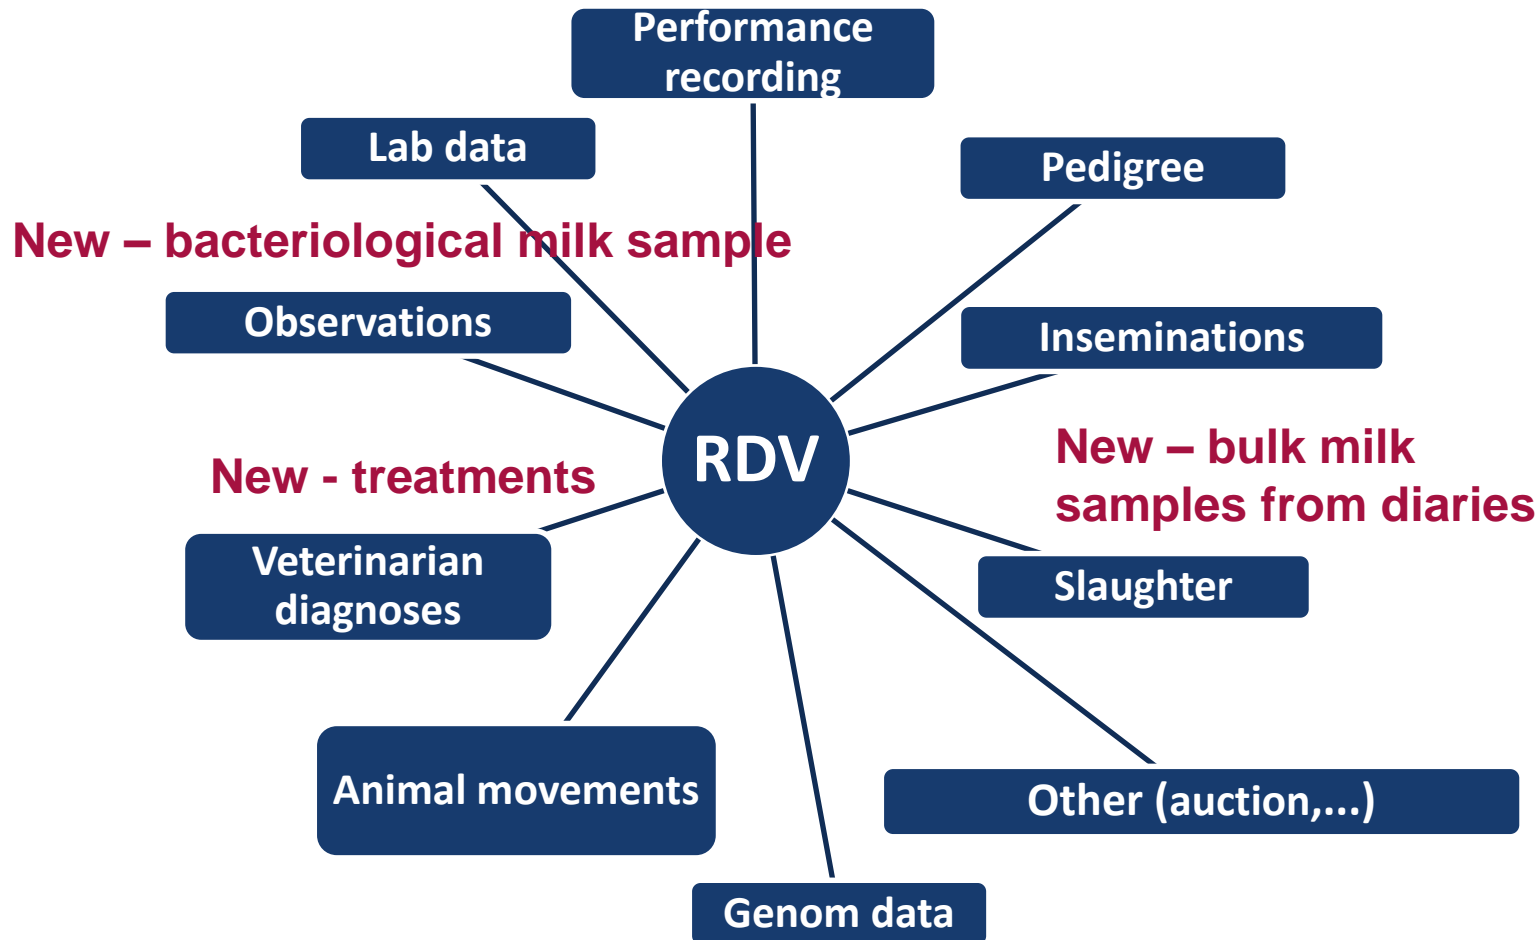 Performance
recording
Lab data
Pedigree
New – bacteriological milk sample
Observations
Inseminations
RDV
New - treatments
New – bulk milk
samples from diaries
Veterinarian
diagnoses
Slaughter
Animal movements
Other (auction,...)
Genom data